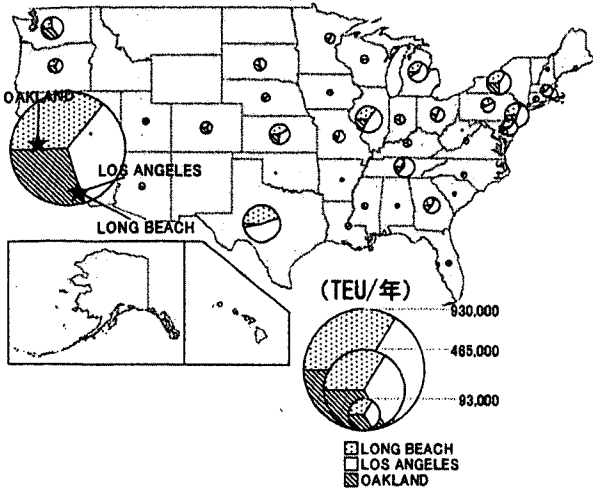 OAKLAND
LOS ANGELES
LONG BEACH
(TEU/年)
930,000
465,000
93,000
LONG BEACH
LOS ANGELES
OAKLAND